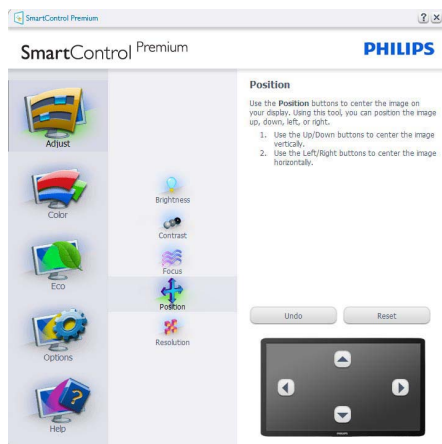 SmartControl Premium
SmartControl Premium
PHILIPS
Adjust
Color
Eco
Options
Help
Brightness
Contrast
Focus
Position
Resolution
Position
Use the Position buttons to center the image on
your display. Using this tool, you can position the image
up, down, left, or right.
1. Use the Up/Down buttons to center the image
vertically.
2. Use the Left/Right buttons to center the image
horizontally.
Undo
Reset
PHILIPS